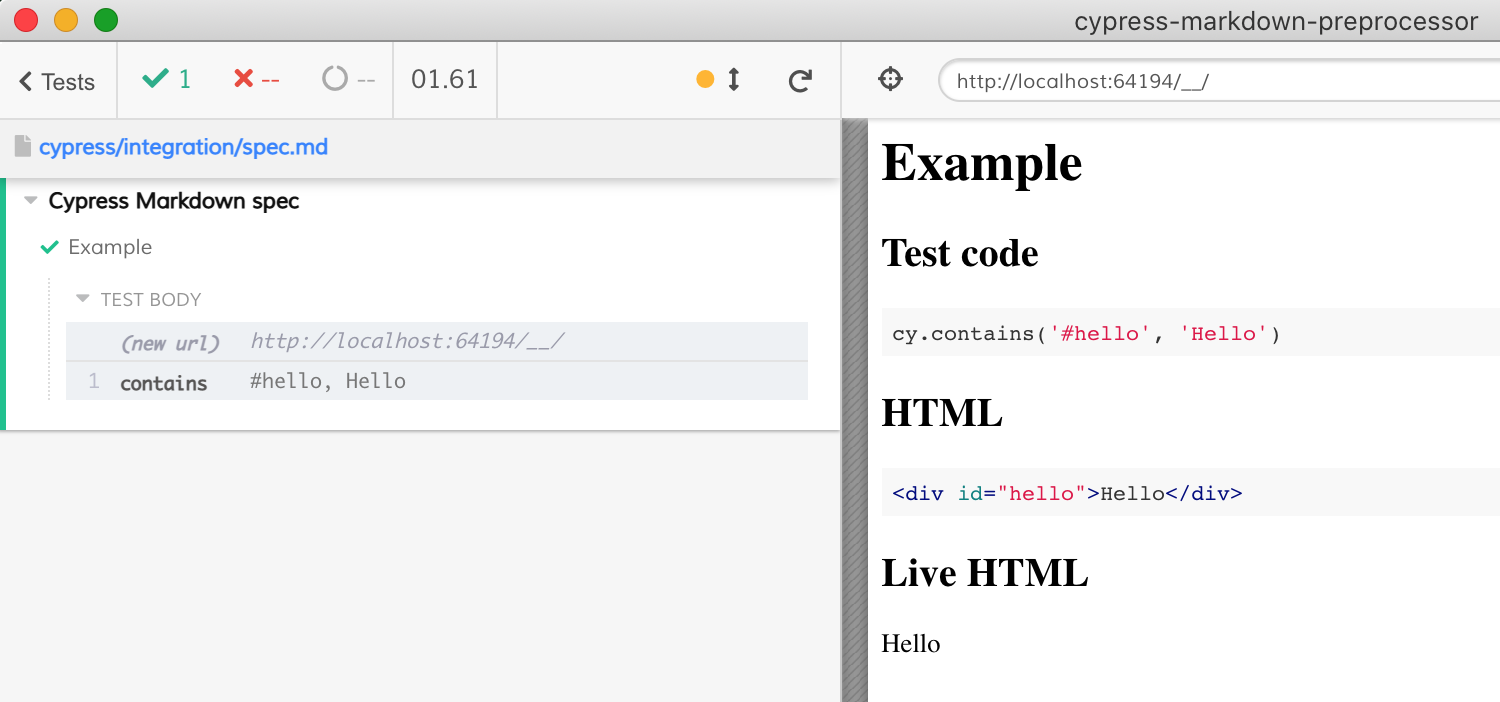 cypress-markdown-preprocessor
Tests 1 -- -- 01.61
http://localhost:64194/__/
cypress/integration/spec.md
Cypress Markdown spec
Example
TEST BODY
(new url) http://localhost:64194/__/
1 contains #hello, Hello
Example
Test code
cy.contains('#hello', 'Hello')
HTML
<div id="hello">Hello</div>
Live HTML
Hello